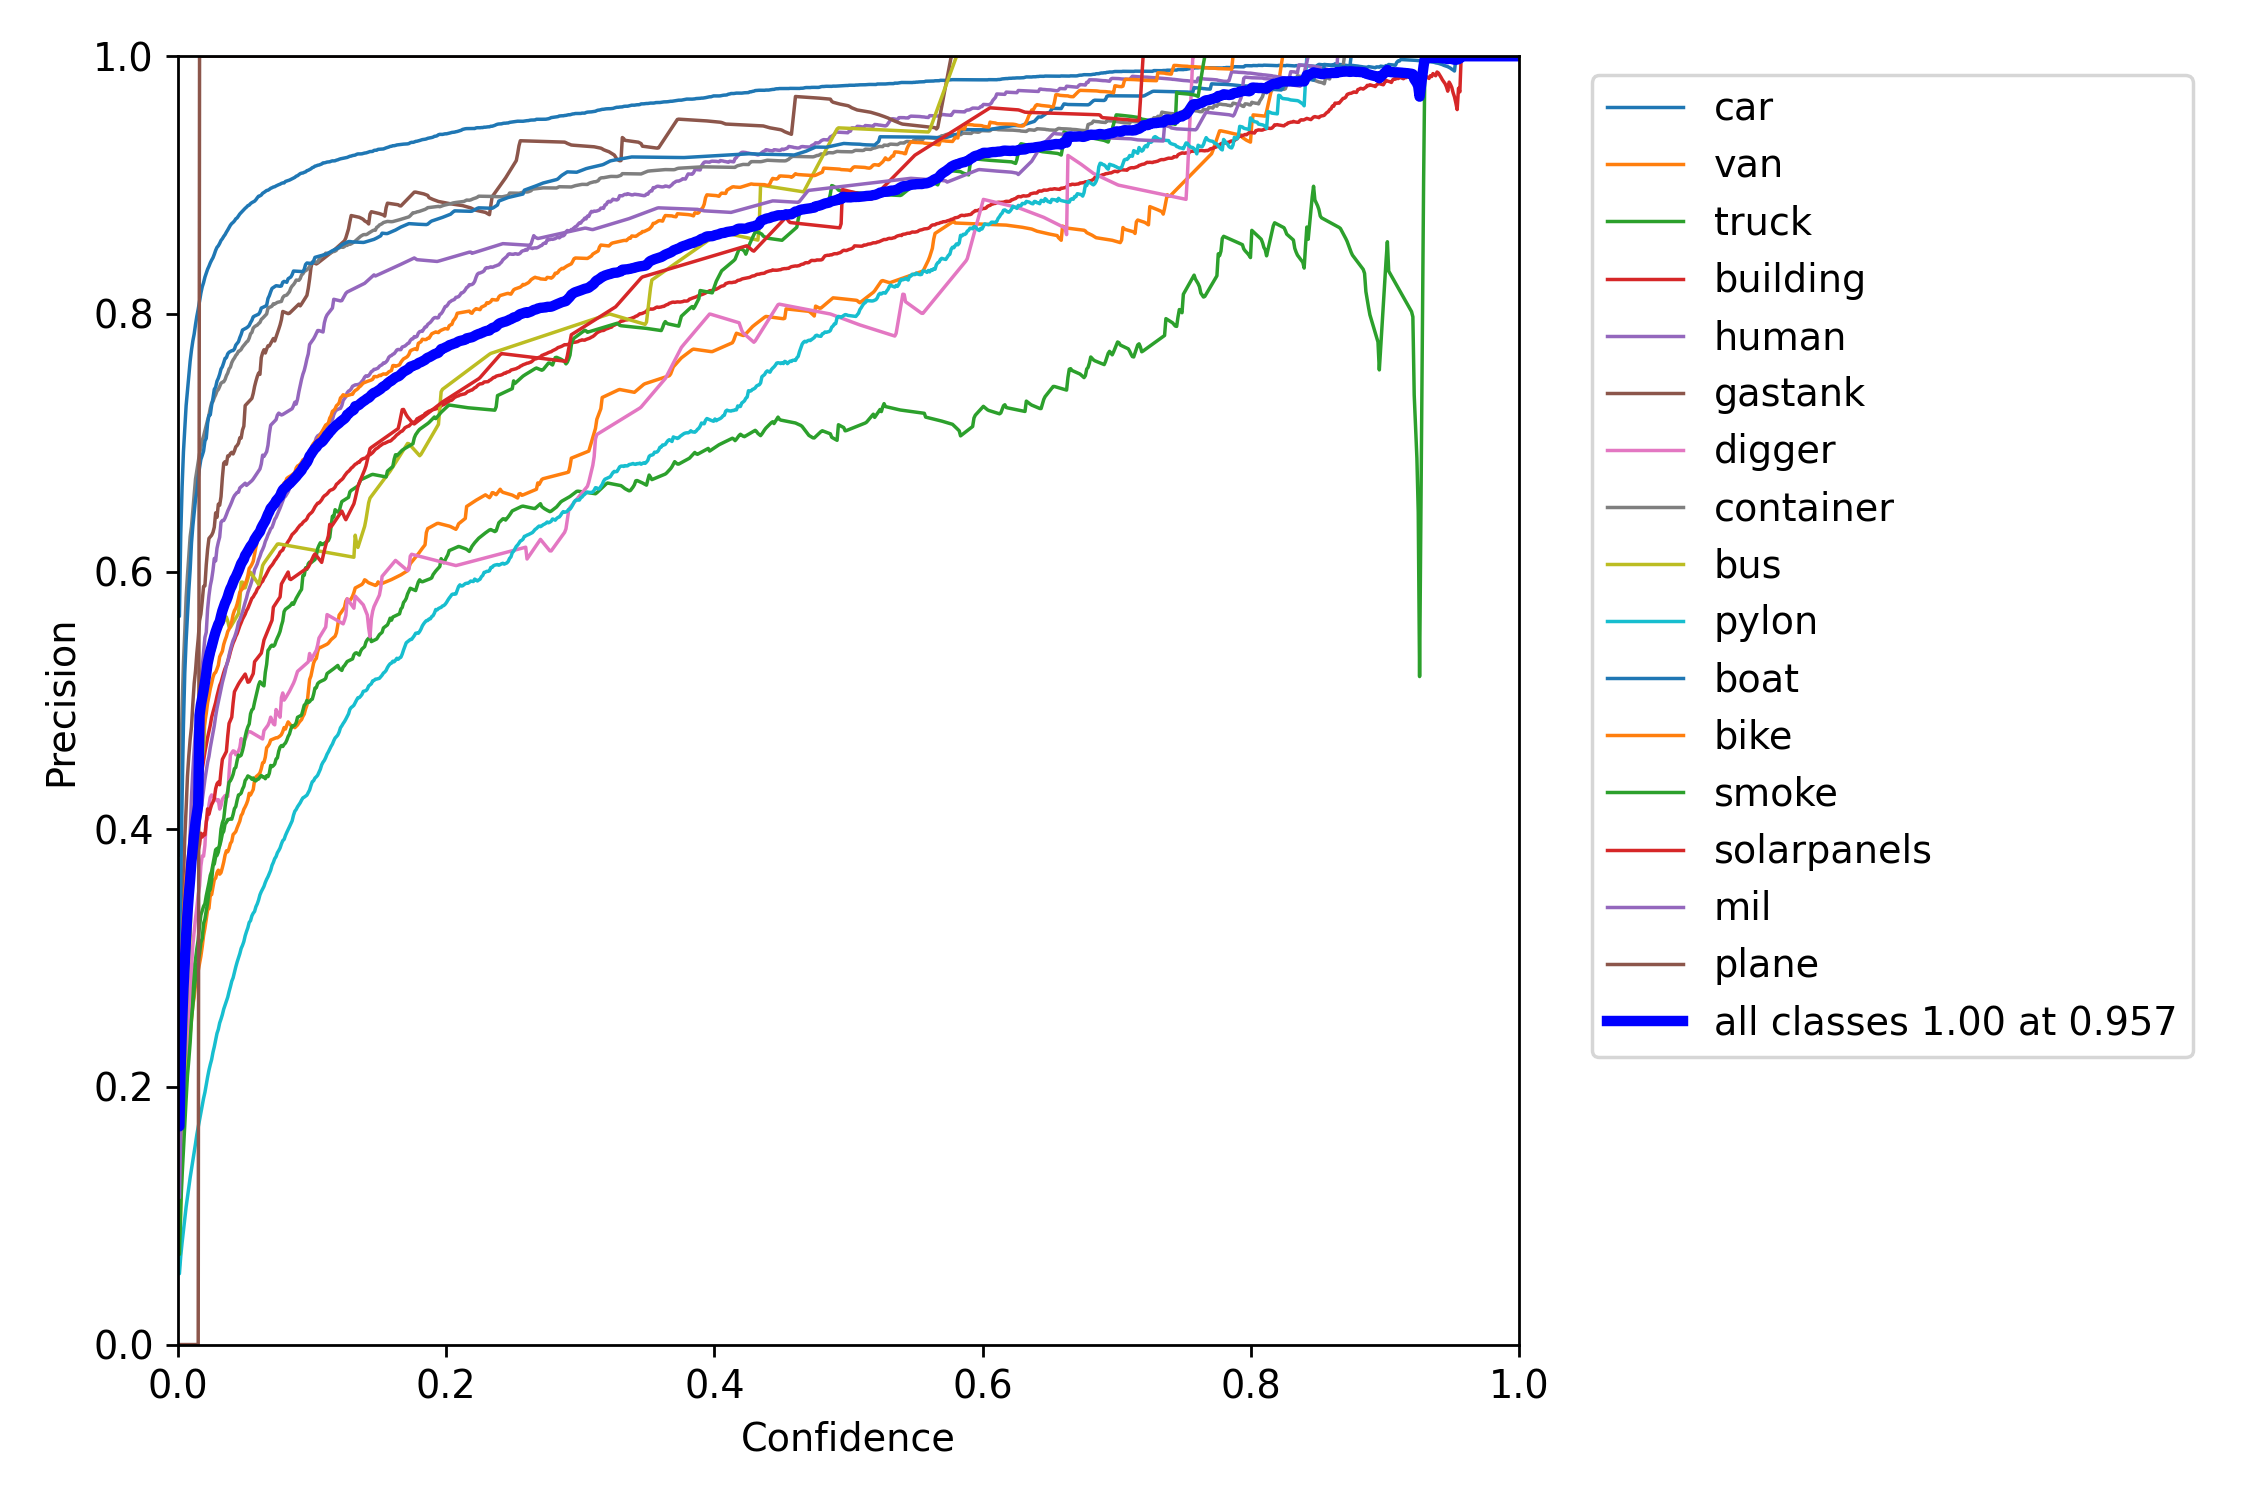 1.0
0.8
0.6
0.4
0.2
0.0
0.0 0.2 0.4 0.6 0.8 1.0
Precision
Confidence
car
van
truck
building
human
gastank
digger
container
bus
pylon
boat
bike
smoke
solarpanels
mil
plane
all classes 1.00 at 0.957